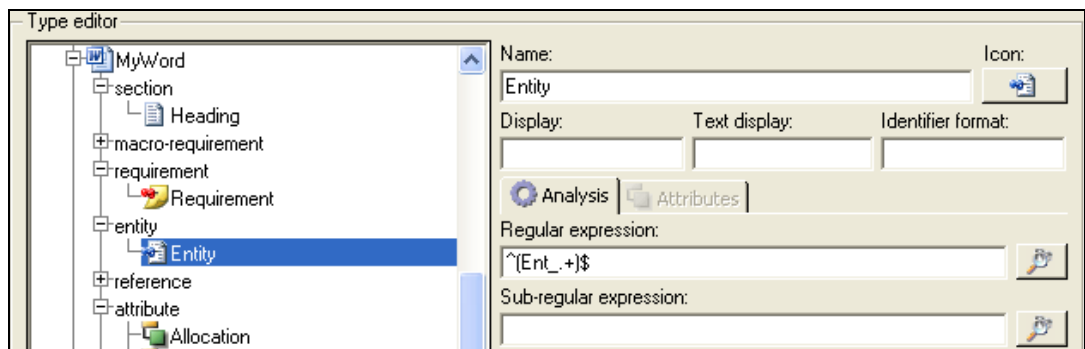 Type editor
MyWord
section
Heading
macro-requirement
requirement
Requirement
entity
Entity
reference
attribute
Allocation
Name:
Icon:
Entity
Display:
Text display:
Identifier format:
Analysis
Attributes
Regular expression:
^(Ent_.+)$
Sub-regular expression: